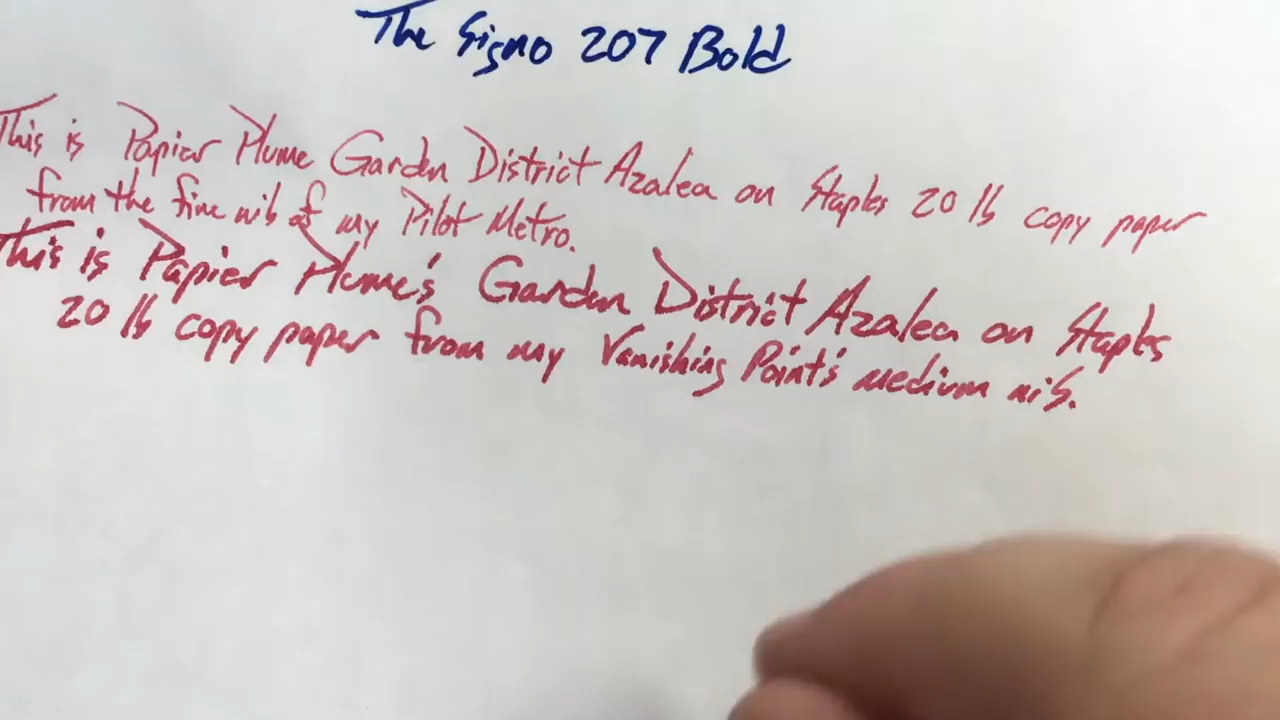 The Signo 207 Bold
This is Papier Plume Garden District Azalea on Staples 20 lb copy paper
from the fine nib of my Pilot Metro.
This is Papier Plume's Garden District Azalea on Staples
20 lb copy paper from my Vanishing Point's medium nib.